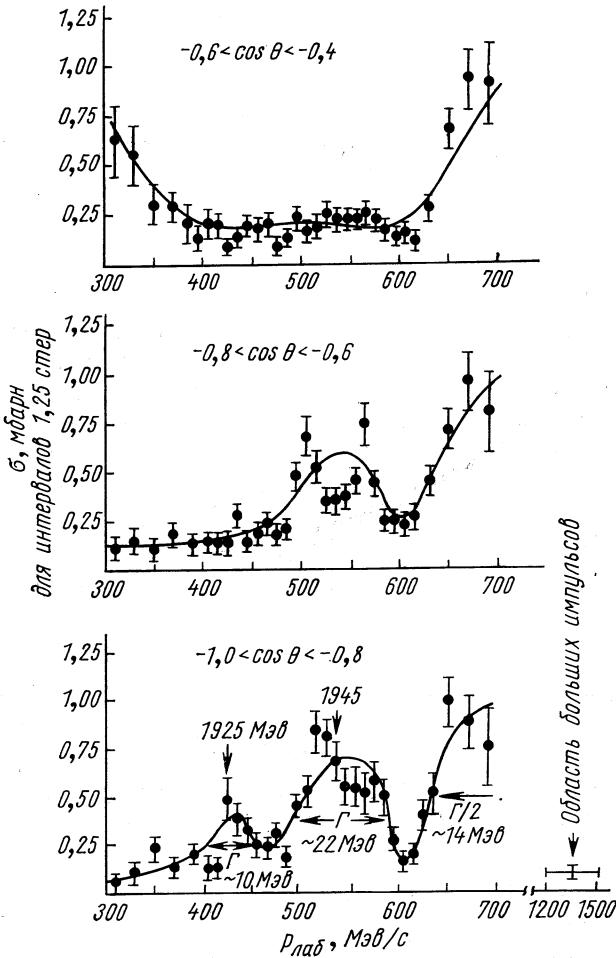 1,25
-0,6 < cos θ < -0,4
1,00
0,75
0,50
0,25
300 400 500 600 700
σ, мбарн
для интервалов 1,25 стер
1,25
-0,8 < cos θ < -0,6
1,00
0,50
0,25
300 400 500 600 700
Область больших импульсов
1,25
-1,0 < cos θ < -0,8
1945
1,00
1925 Мэв
0,75
0,50
Г/2
~14 Мэв
Г
~22 Мэв
0,25
Г
~10 Мэв
300 400 500 600 700 1200 1500
Pлаб, Мэв/с